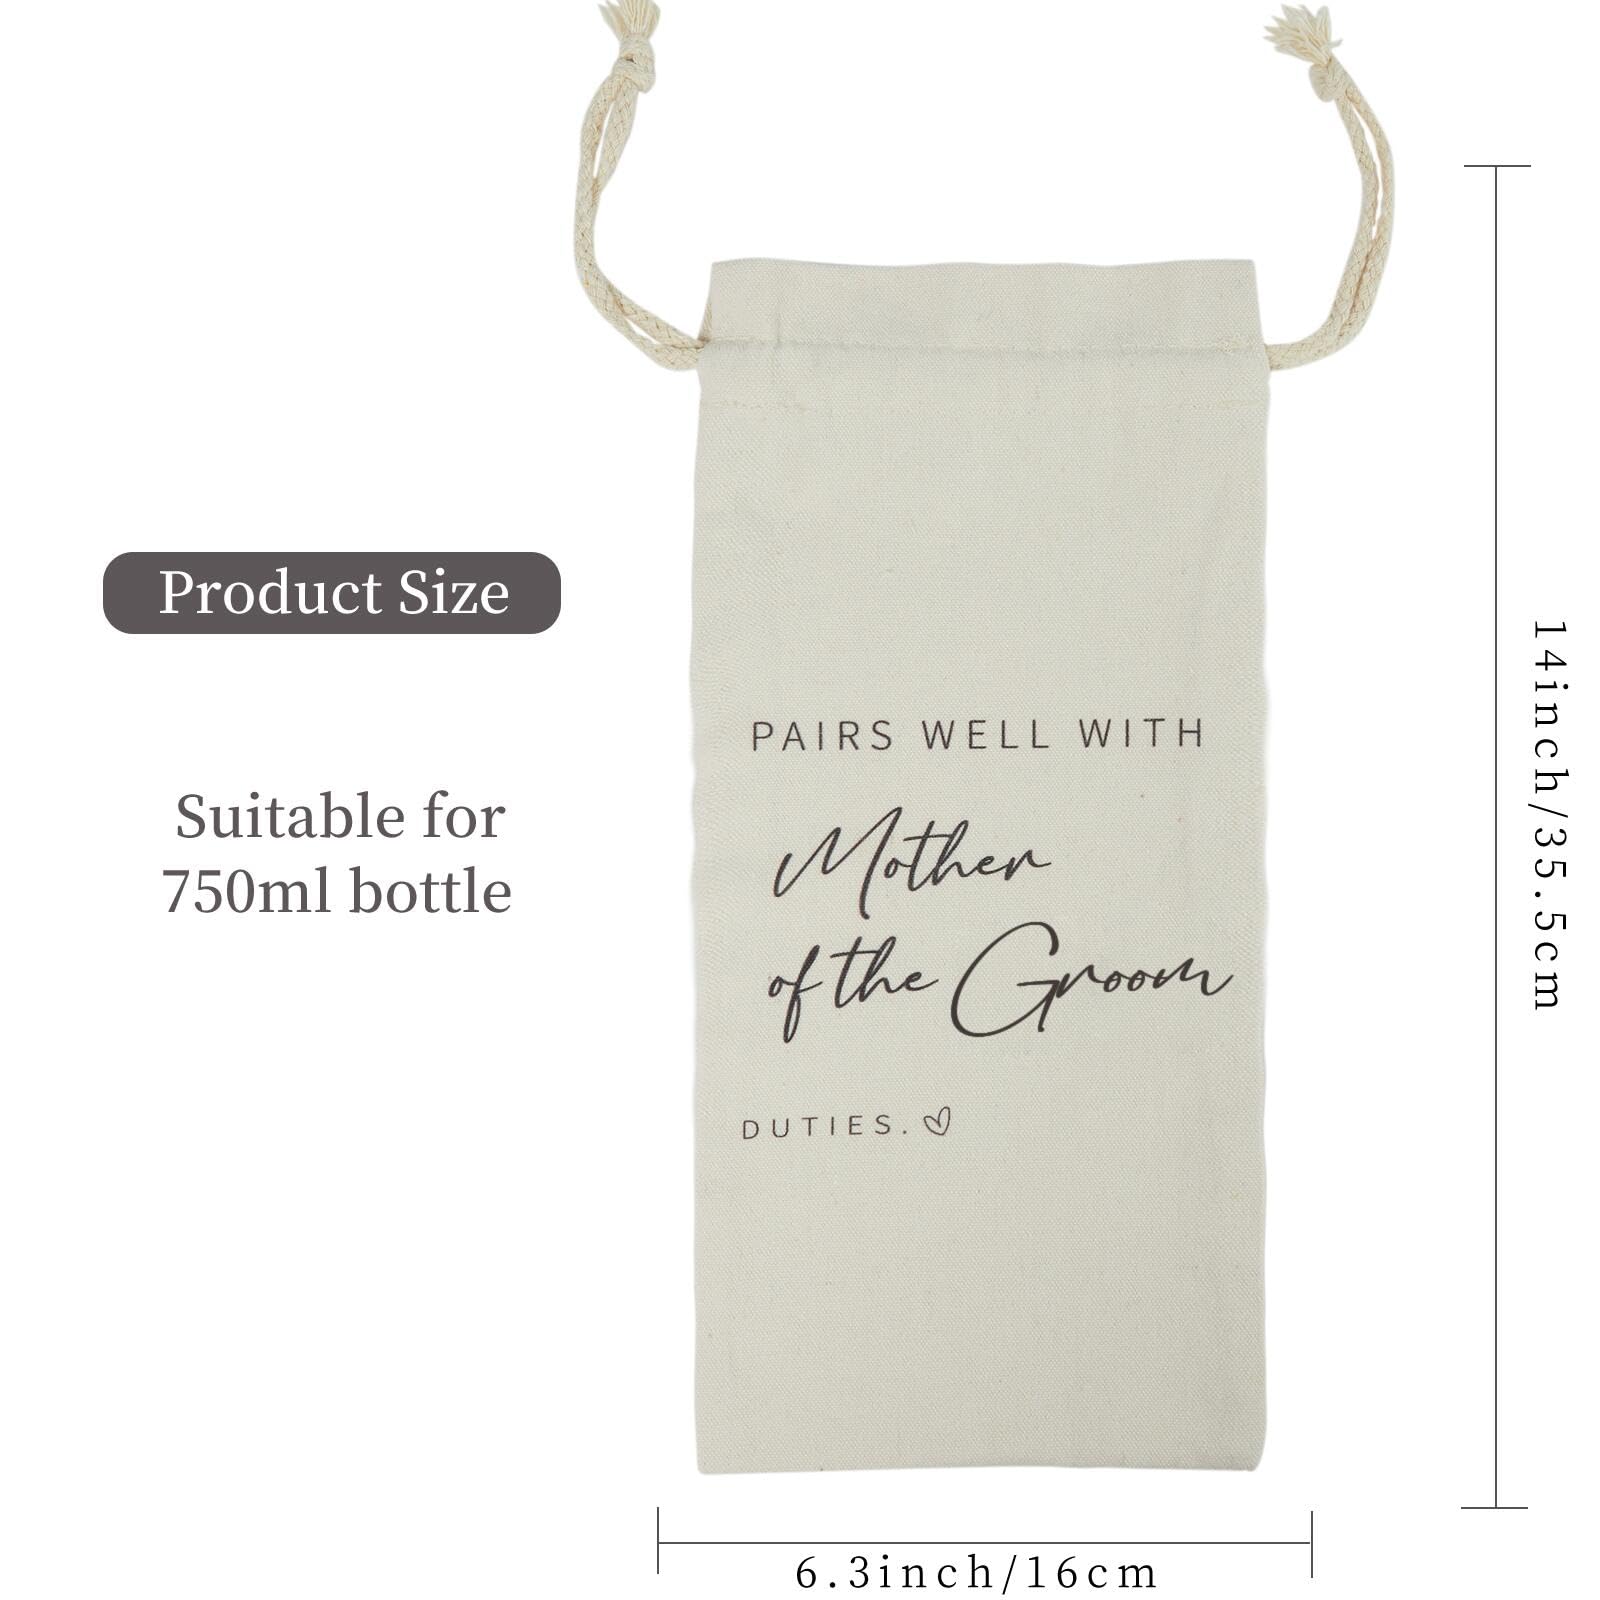 Product Size
Suitable for
750ml bottle
PAIRS WELL WITH
Mother
of the Groom
DUTIES.
14inch/35.5cm
6.3inch/16cm